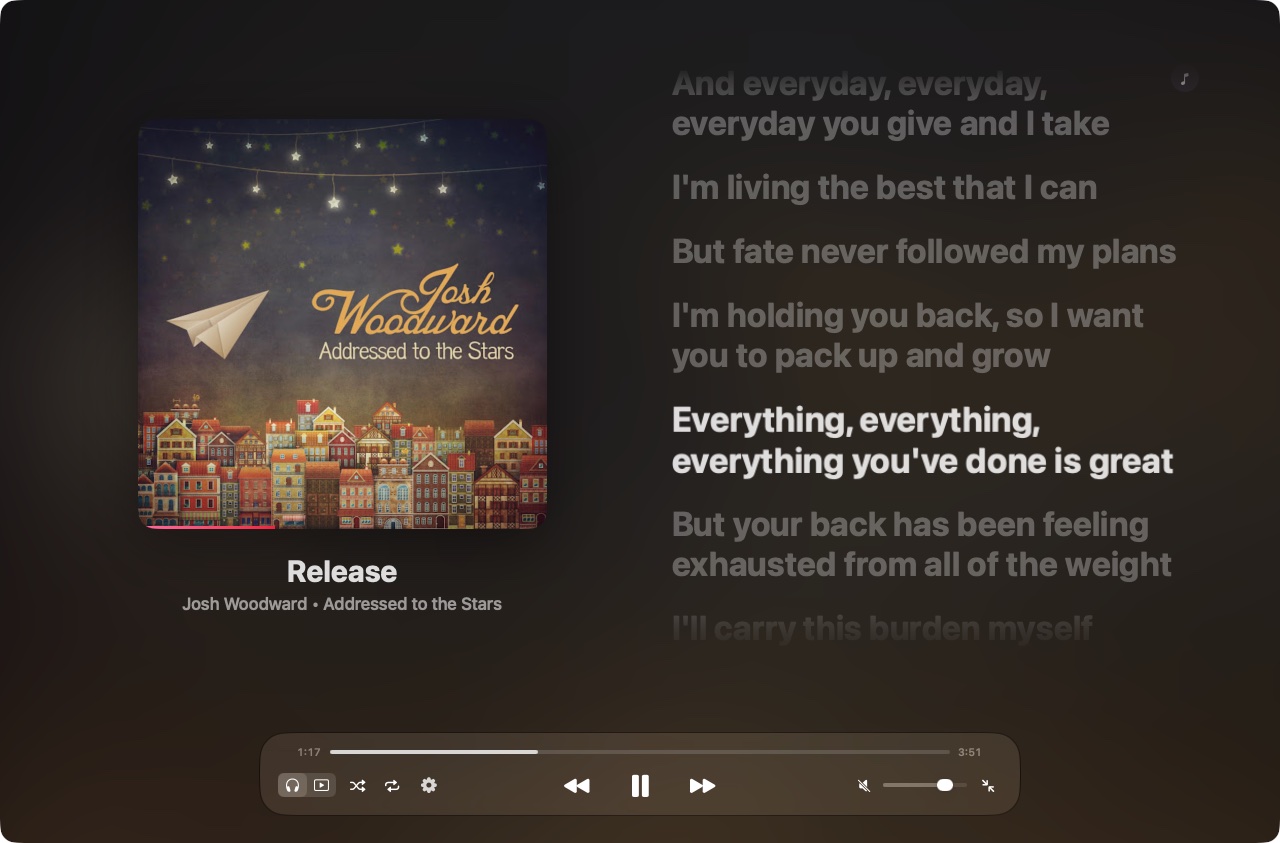 Josh
Woodward
Addressed to the Stars
Release
Josh Woodward • Addressed to the Stars
And everyday, everyday,
everyday you give and I take
I'm living the best that I can
But fate never followed my plans
I'm holding you back, so I want
you to pack up and grow
Everything, everything,
everything you've done is great
But your back has been feeling
exhausted from all of the weight
I'll carry this burden myself
1:17
3:51